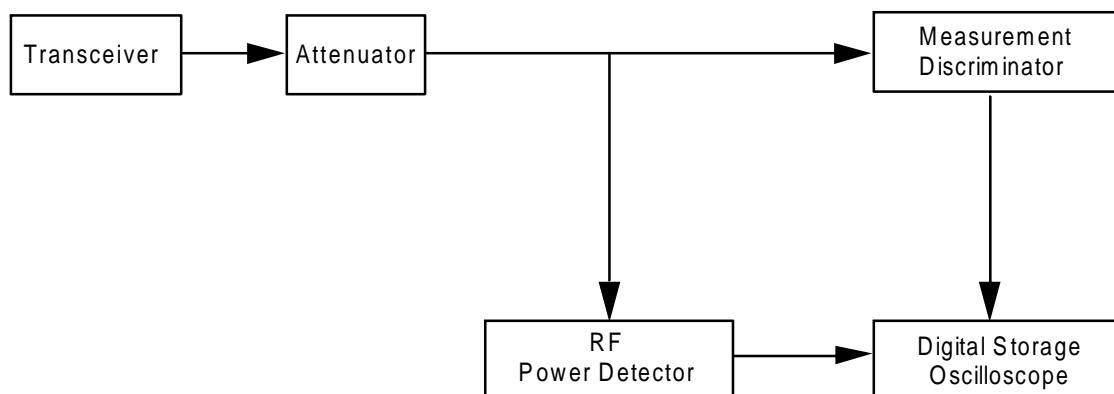 Transceiver
Attenuator
Measurement
Discriminator
RF
Power Detector
Digital Storage
Oscilloscope